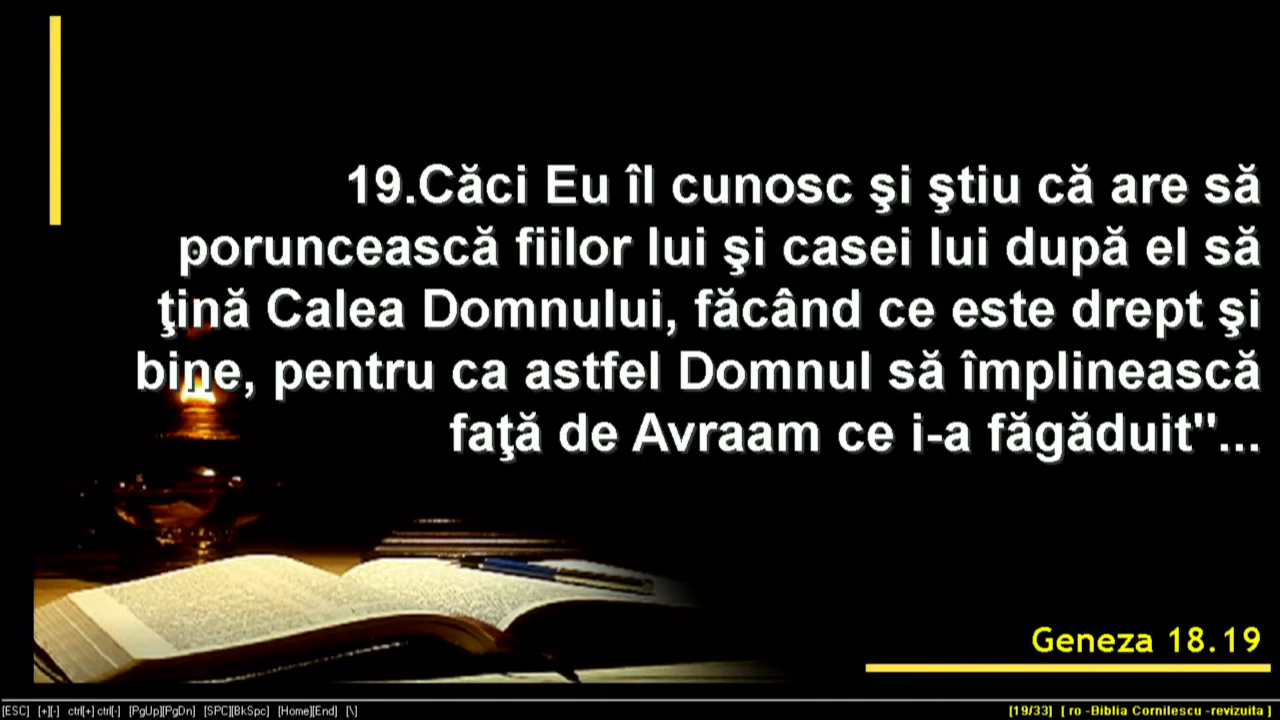 19.Căci Eu îl cunosc şi ştiu că are să
poruncească fiilor lui şi casei lui după el să
ţină Calea Domnului, făcând ce este drept şi
bine, pentru ca astfel Domnul să împlinească
faţă de Avraam ce i-a făgăduit"...
Geneza 18.19
[ESC] [+][-] ctrl[+] ctrl[-] [PgUp][PgDn] [SPC][BkSpc] [Home][End] [\] [19/33] [ ro -Biblia Cornilescu -revizuita ]